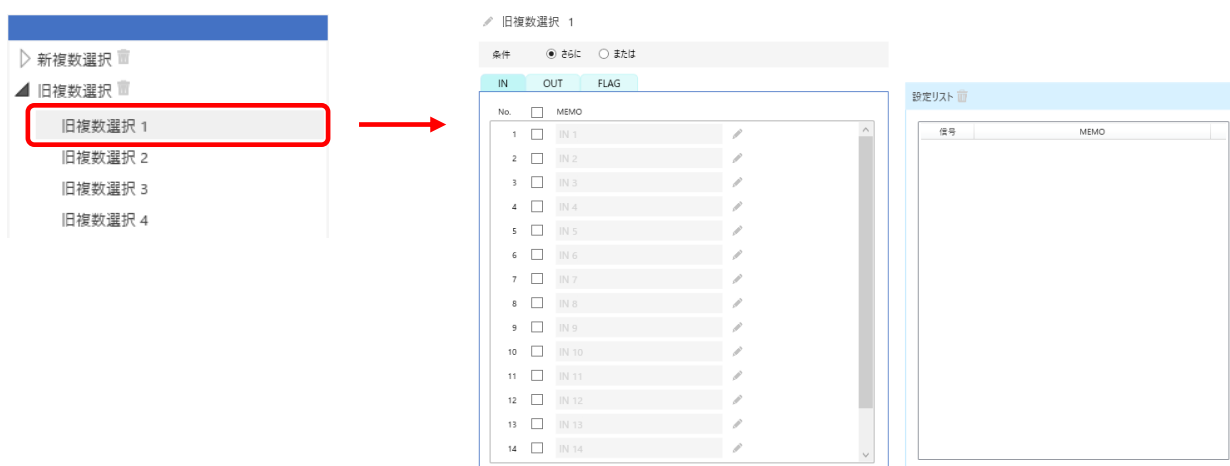 新複数選択
旧複数選択
旧複数選択 1
旧複数選択 2
旧複数選択 3
旧複数選択 4
旧複数選択 1
条件 さらに または
IN OUT FLAG
No. MEMO
1 IN 1
2 IN 2
3 IN 3
4 IN 4
5 IN 5
6 IN 6
7 IN 7
8 IN 8
9 IN 9
10 IN 10
11 IN 11
12 IN 12
13 IN 13
14 IN 14
設定リスト
信号 MEMO